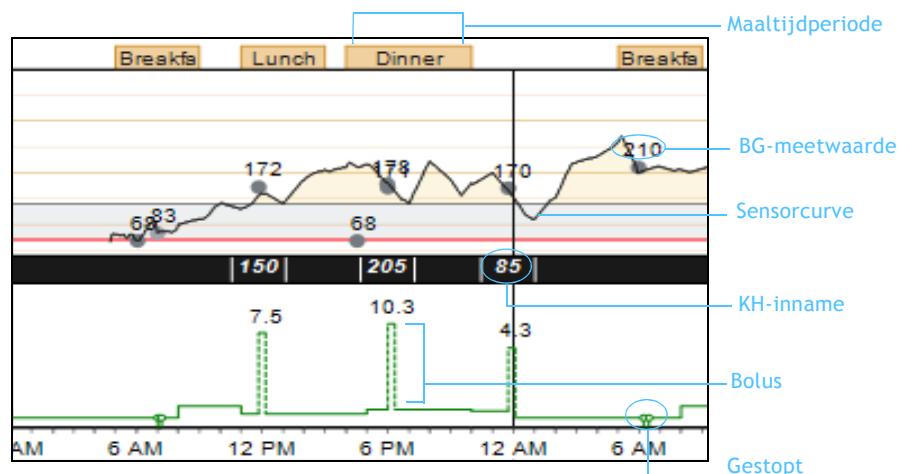 Maaltijdperiode
Breakfa Lunch Dinner Breakfa
BG-meetwaarde
172 170 210
68 83 68
Sensorcurve
150 205 85
KH-inname
7.5 10.3 4.3
Bolus
AM 6 AM 12 PM 6 PM 12 AM 6 AM
Gestopt